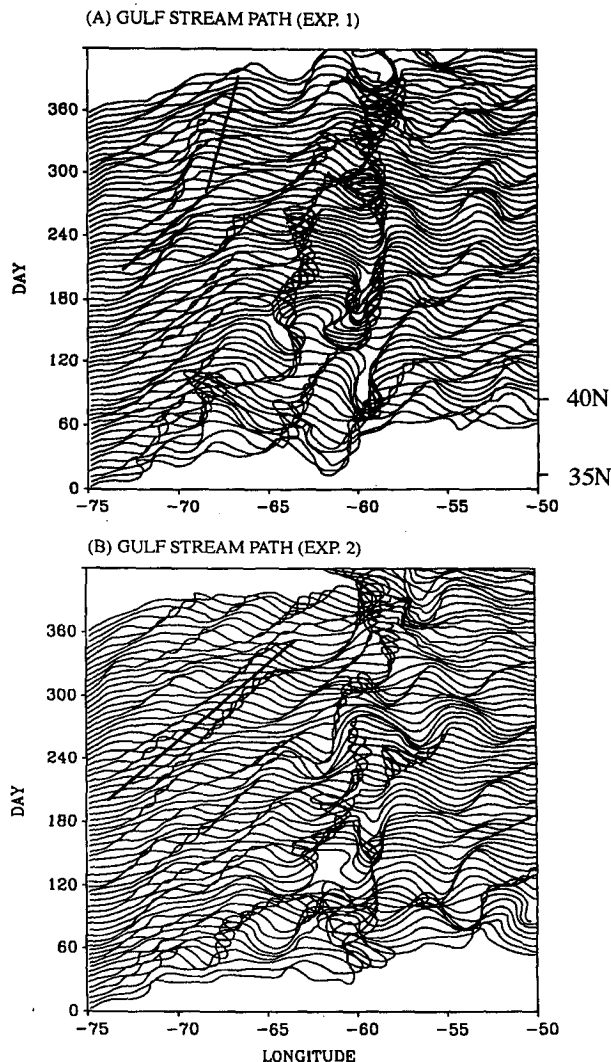 (A) GULF STREAM PATH (EXP. 1)
360
300
240
180
120
60
0
DAY
40N
35N
-75 -70 -65 -60 -55 -50
(B) GULF STREAM PATH (EXP. 2)
360
300
240
180
120
60
0
DAY
-75 -70 -65 -60 -55 -50
LONGITUDE